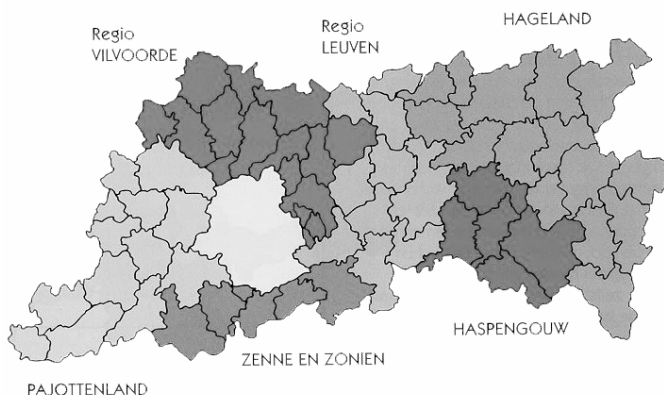 Regio
VILVOORDE
Regio
LEUVEN
HAGELAND
HASPENGOUW
ZENNE EN ZONIEN
PAJOTTENLAND